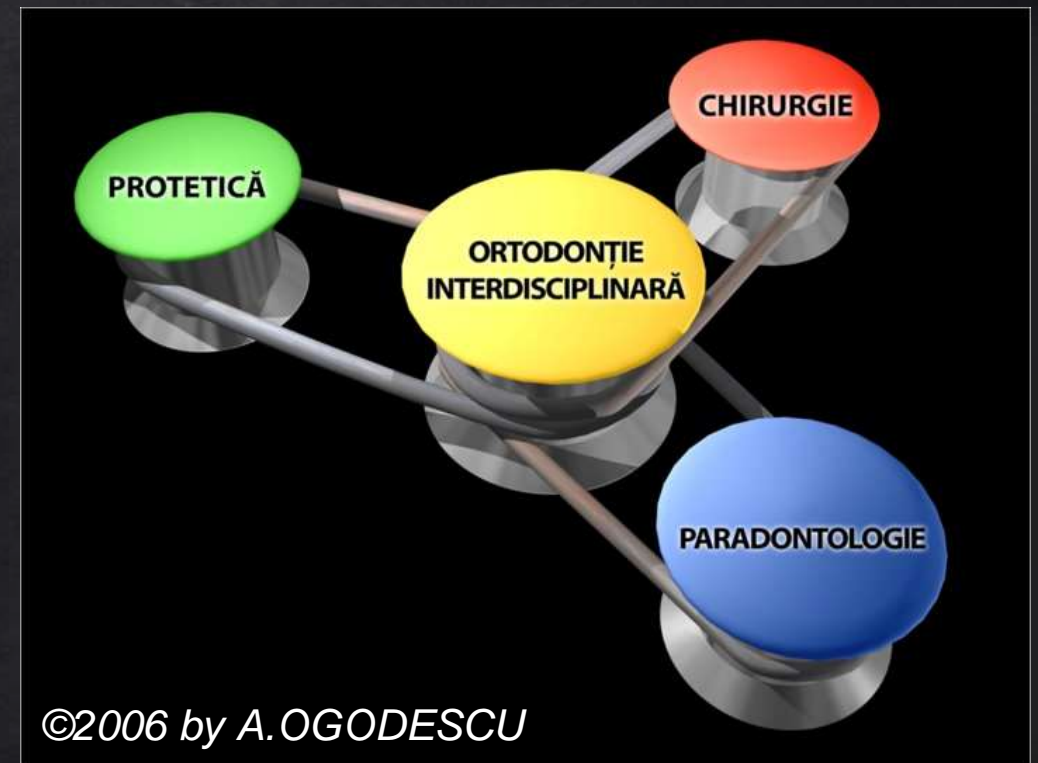 CHIRURGIE
PROTETICĂ
ORTODONȚIE
INTERDISCIPLINARĂ
PARADONTOLOGIE
©2006 by A.OGODESCU